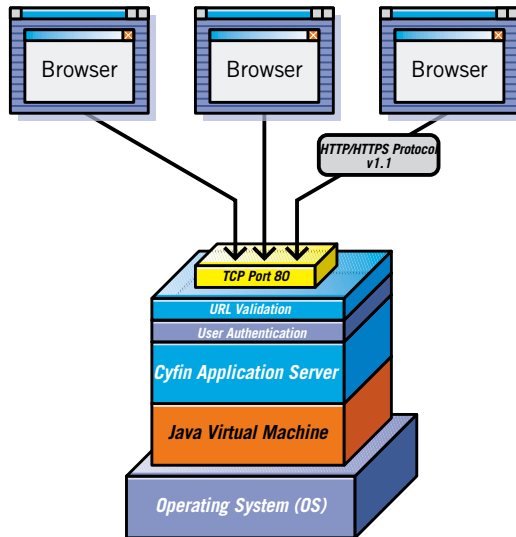 Browser
Browser
Browser
HTTP/HTTPS Protocol
v1.1
TCP Port 80
URL Validation
User Authentication
Cyfin Application Server
Java Virtual Machine
Operating System (OS)